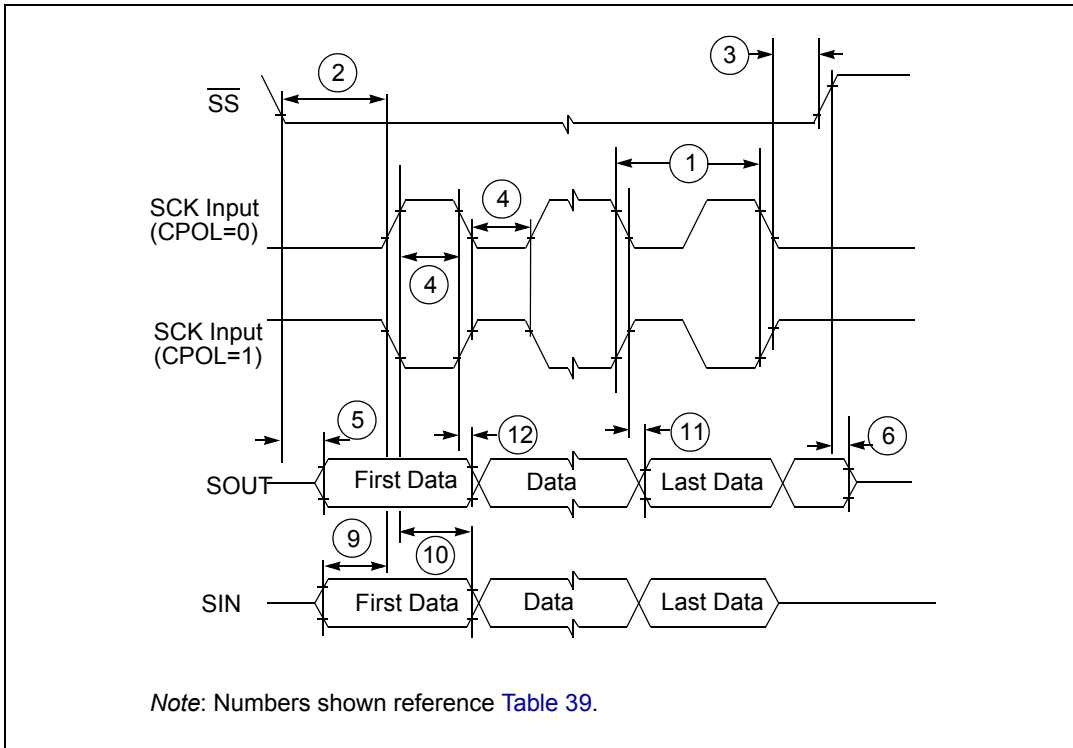 3
2
SS
1
SCK Input
(CPOL=0)
4
4
SCK Input
(CPOL=1)
5
12
11
6
SOUT
First Data
Data
Last Data
9
10
SIN
First Data
Data
Last Data
Note: Numbers shown reference Table 39.